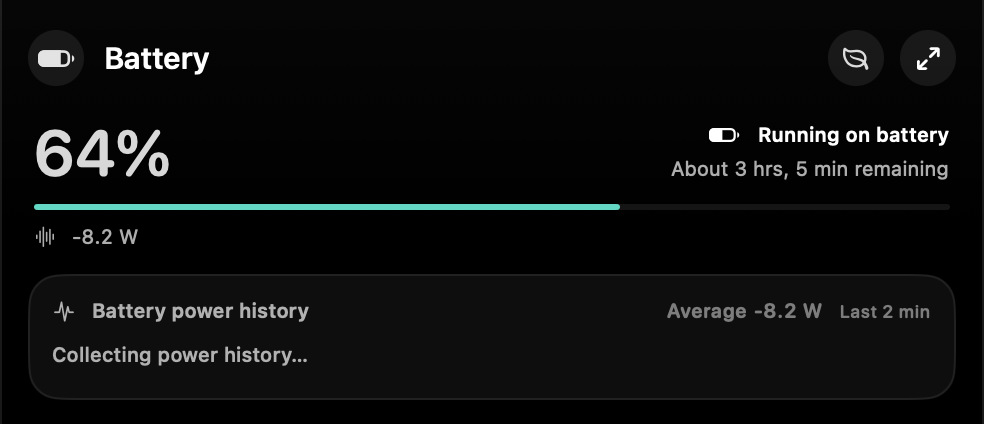 Battery
64%
Running on battery
About 3 hrs, 5 min remaining
-8.2 W
Battery power history
Average -8.2 W Last 2 min
Collecting power history...